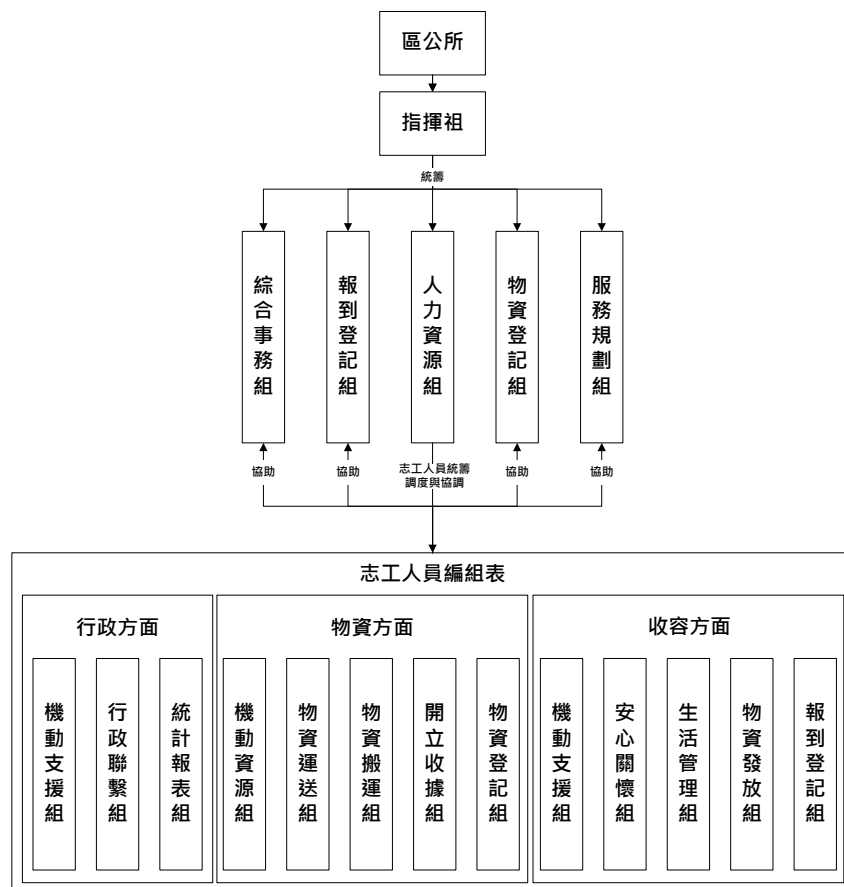 區公所
指揮祖
統籌
綜合事務組
報到登記組
人力資源組
物資登記組
服務規劃組
協助
協助
志工人員統籌
調度與協調
協助
協助
志工人員編組表
行政方面
機動支援組
行政聯繫組
統計報表組
物資方面
機動資源組
物資運送組
物資搬運組
開立收據組
物資登記組
收容方面
機動支援組
安心關懷組
生活管理組
物資發放組
報到登記組